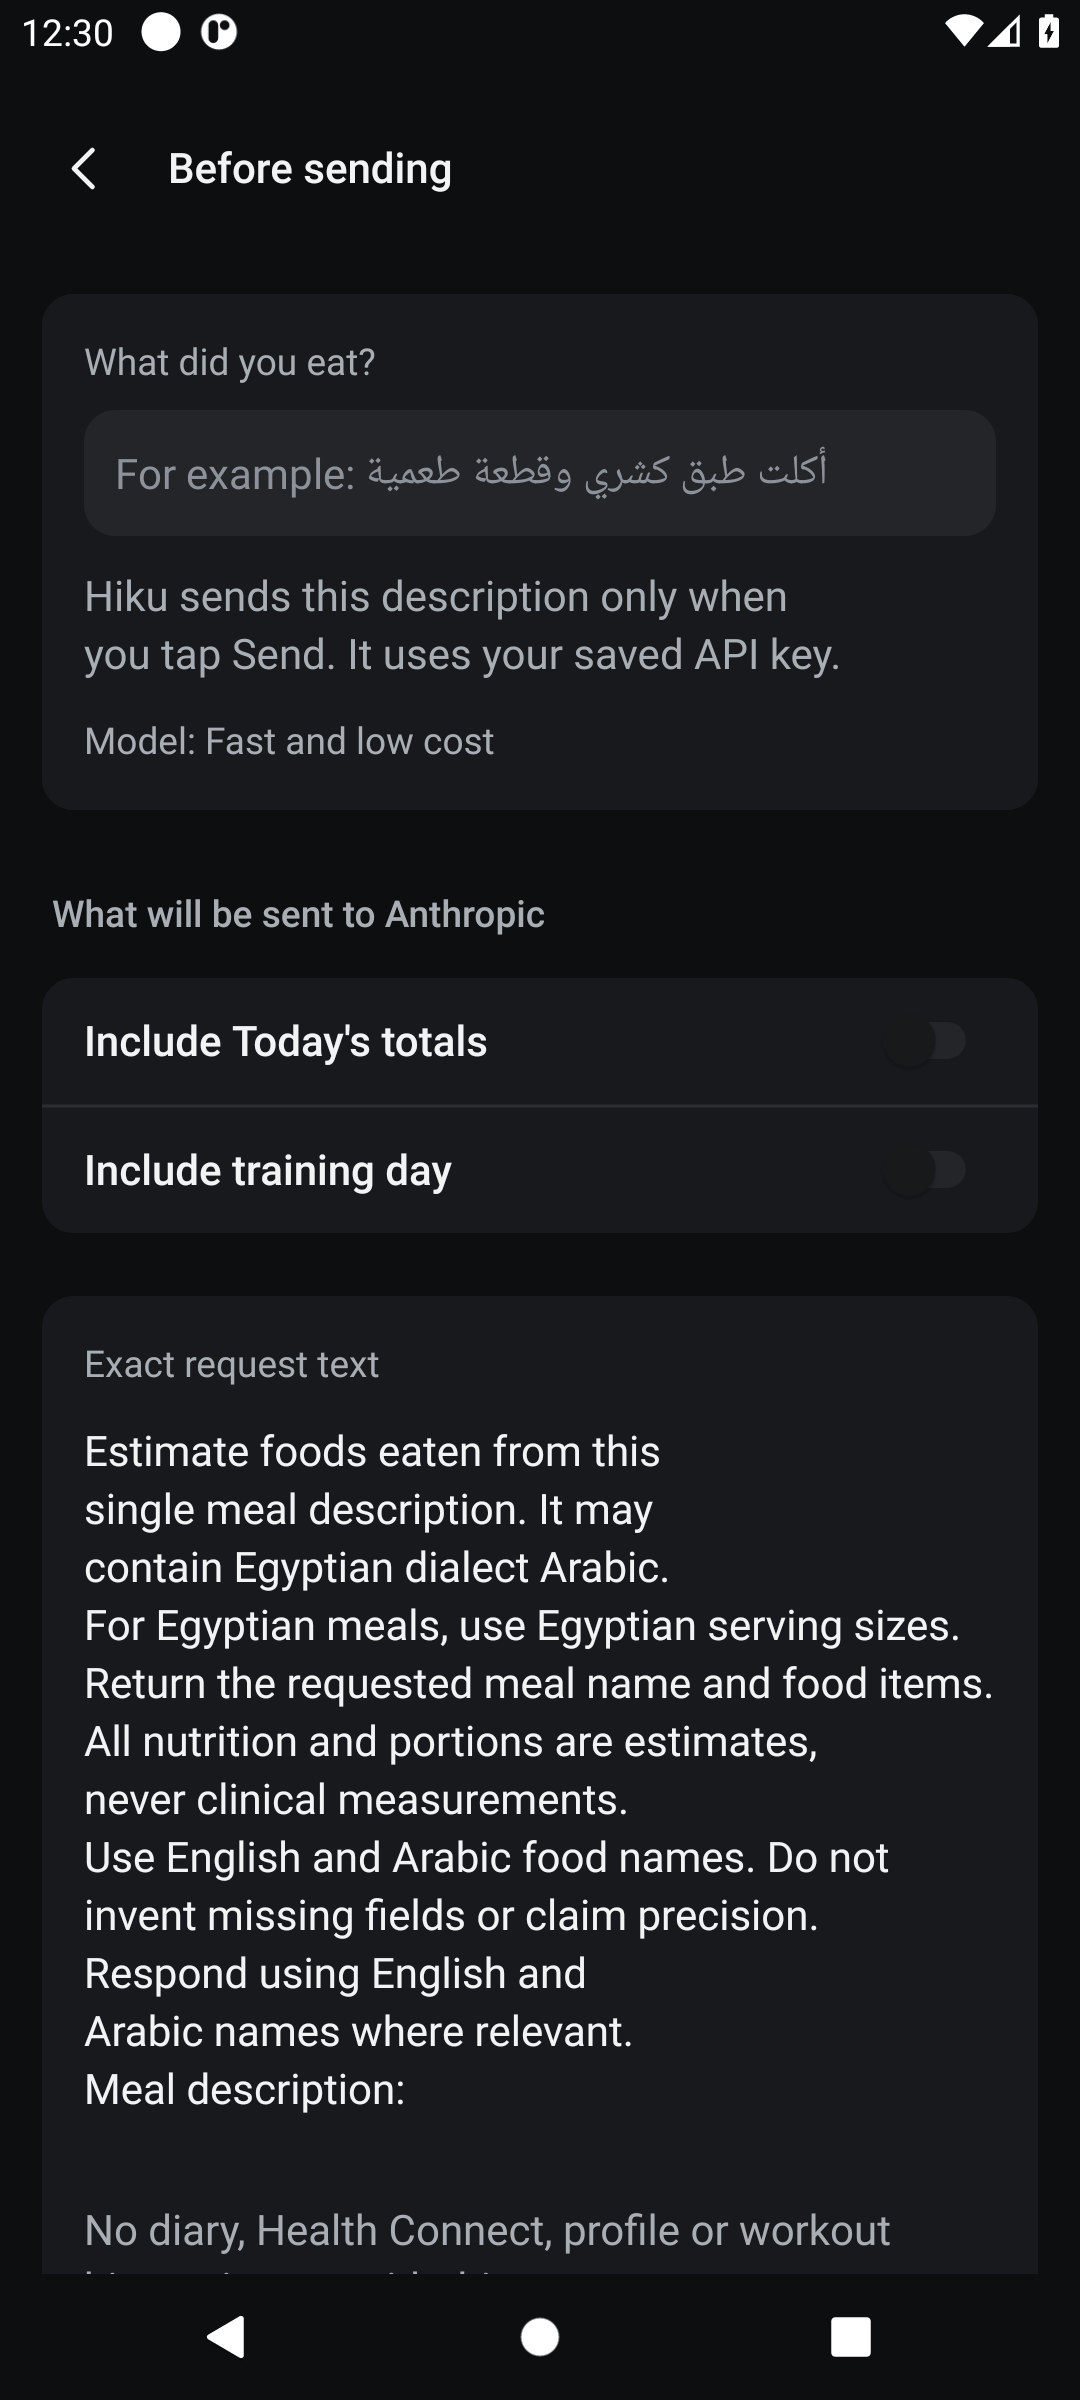 12:30
Before sending
What did you eat?
For example: أكلت طبق كشري وقطعة طعمية
Hiku sends this description only when
you tap Send. It uses your saved API key.
Model: Fast and low cost
What will be sent to Anthropic
Include Today's totals
Include training day
Exact request text
Estimate foods eaten from this
single meal description. It may
contain Egyptian dialect Arabic.
For Egyptian meals, use Egyptian serving sizes.
Return the requested meal name and food items.
All nutrition and portions are estimates,
never clinical measurements.
Use English and Arabic food names. Do not
invent missing fields or claim precision.
Respond using English and
Arabic names where relevant.
Meal description:
No diary, Health Connect, profile or workout